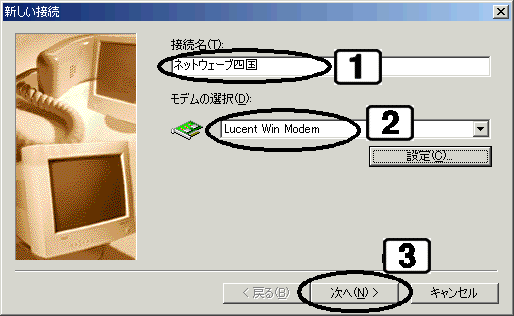 新しい接続
接続名(T):
ネットウェーブ四国
1
モデムの選択(D):
Lucent Win Modem
2
設定(C)...
3
< 戻る(B)
次へ(N) >
キャンセル